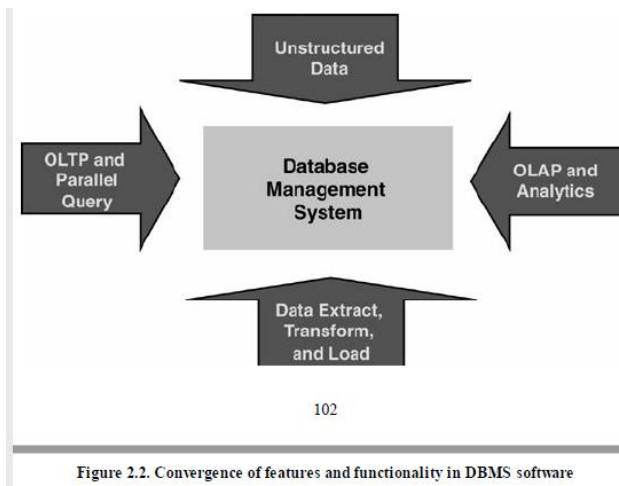 Unstructured
Data
OLTP and
Parallel
Query
Database
Management
System
OLAP and
Analytics
Data Extract,
Transform,
and Load
102
Figure 2.2. Convergence of features and functionality in DBMS software